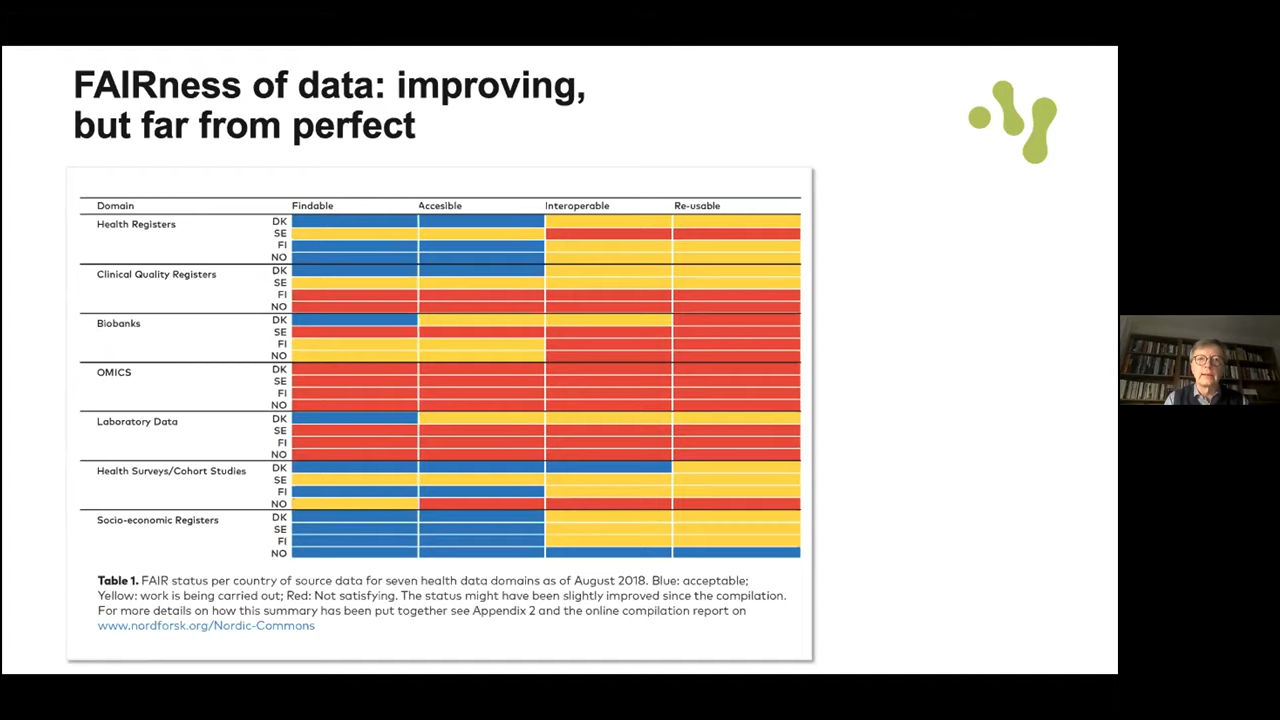 FAIRness of data: improving,
but far from perfect
Domain Findable Accesible Interoperable Re-usable
Health Registers DK
SE
FI
NO
Clinical Quality Registers DK
SE
FI
NO
Biobanks DK
SE
FI
NO
OMICS DK
SE
FI
NO
Laboratory Data DK
SE
FI
NO
Health Surveys/Cohort Studies DK
SE
FI
NO
Socio-economic Registers DK
SE
FI
NO
Table 1. FAIR status per country of source data for seven health data domains as of August 2018. Blue: acceptable;
Yellow: work is being carried out; Red: Not satisfying. The status might have been slightly improved since the compilation.
For more details on how this summary has been put together see Appendix 2 and the online compilation report on
www.nordforsk.org/Nordic-Commons